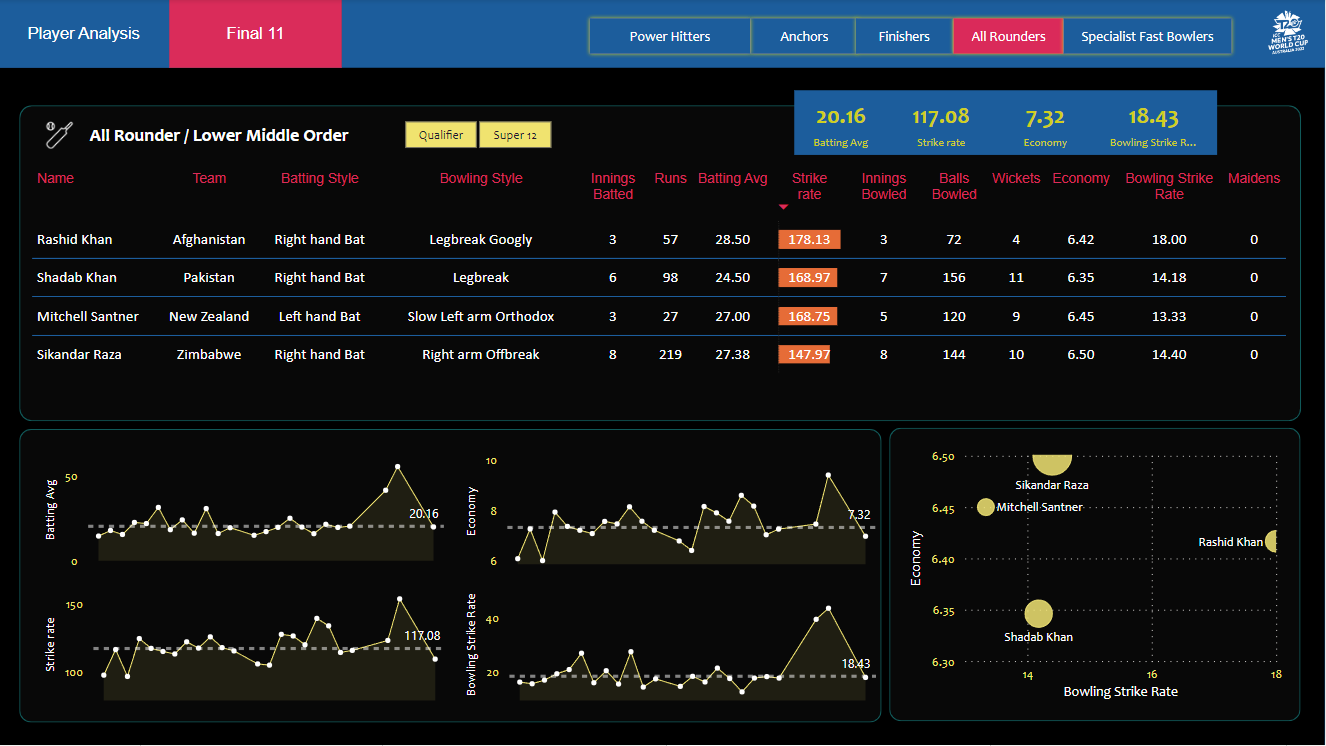 Player Analysis
Final 11
Power Hitters
Anchors
Finishers
All Rounders
Specialist Fast Bowlers
ICC
MEN'S T20
WORLD CUP
AUSTRALIA 2022
All Rounder / Lower Middle Order
Qualifier
Super 12
20.16 117.08 7.32 18.43
Batting Avg Strike rate Economy Bowling Strike R...
Name Team Batting Style Bowling Style Innings Batted Runs Batting Avg Strike rate Innings Bowled Balls Bowled Wickets Economy Bowling Strike Rate Maidens
Rashid Khan Afghanistan Right hand Bat Legbreak Googly 3 57 28.50 178.13 3 72 4 6.42 18.00 0
Shadab Khan Pakistan Right hand Bat Legbreak 6 98 24.50 168.97 7 156 11 6.35 14.18 0
Mitchell Santner New Zealand Left hand Bat Slow Left arm Orthodox 3 27 27.00 168.75 5 120 9 6.45 13.33 0
Sikandar Raza Zimbabwe Right hand Bat Right arm Offbreak 8 219 27.38 147.97 8 144 10 6.50 14.40 0
Batting Avg
50
0
20.16
Economy
10
8
6
7.32
Strike rate
150
100
117.08
Bowling Strike Rate
40
20
18.43
Economy
6.50
6.45
6.40
6.35
6.30
Sikandar Raza
Mitchell Santner
Rashid Khan
Shadab Khan
14 16 18
Bowling Strike Rate